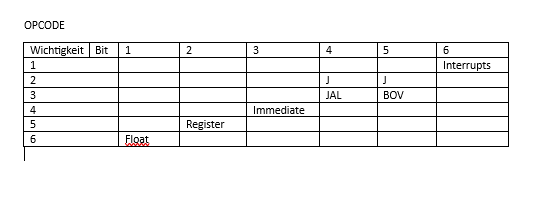 OPCODE
Wichtigkeit Bit 1 2 3 4 5 6
1 Interrupts
2 J J
3 JAL BOV
4 Immediate
5 Register
6 Float